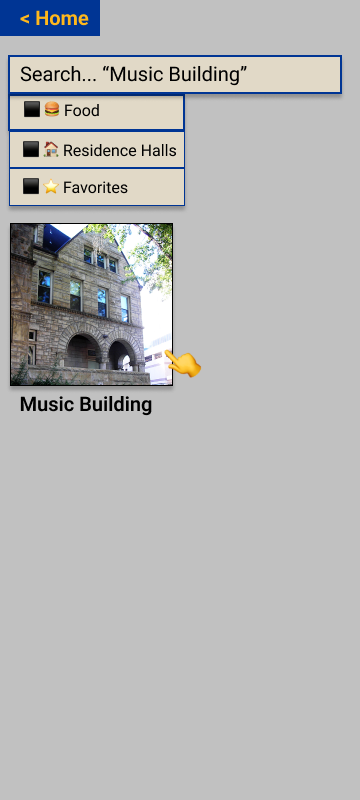 < Home
Search... “Music Building”
Food
Residence Halls
Favorites
Music Building